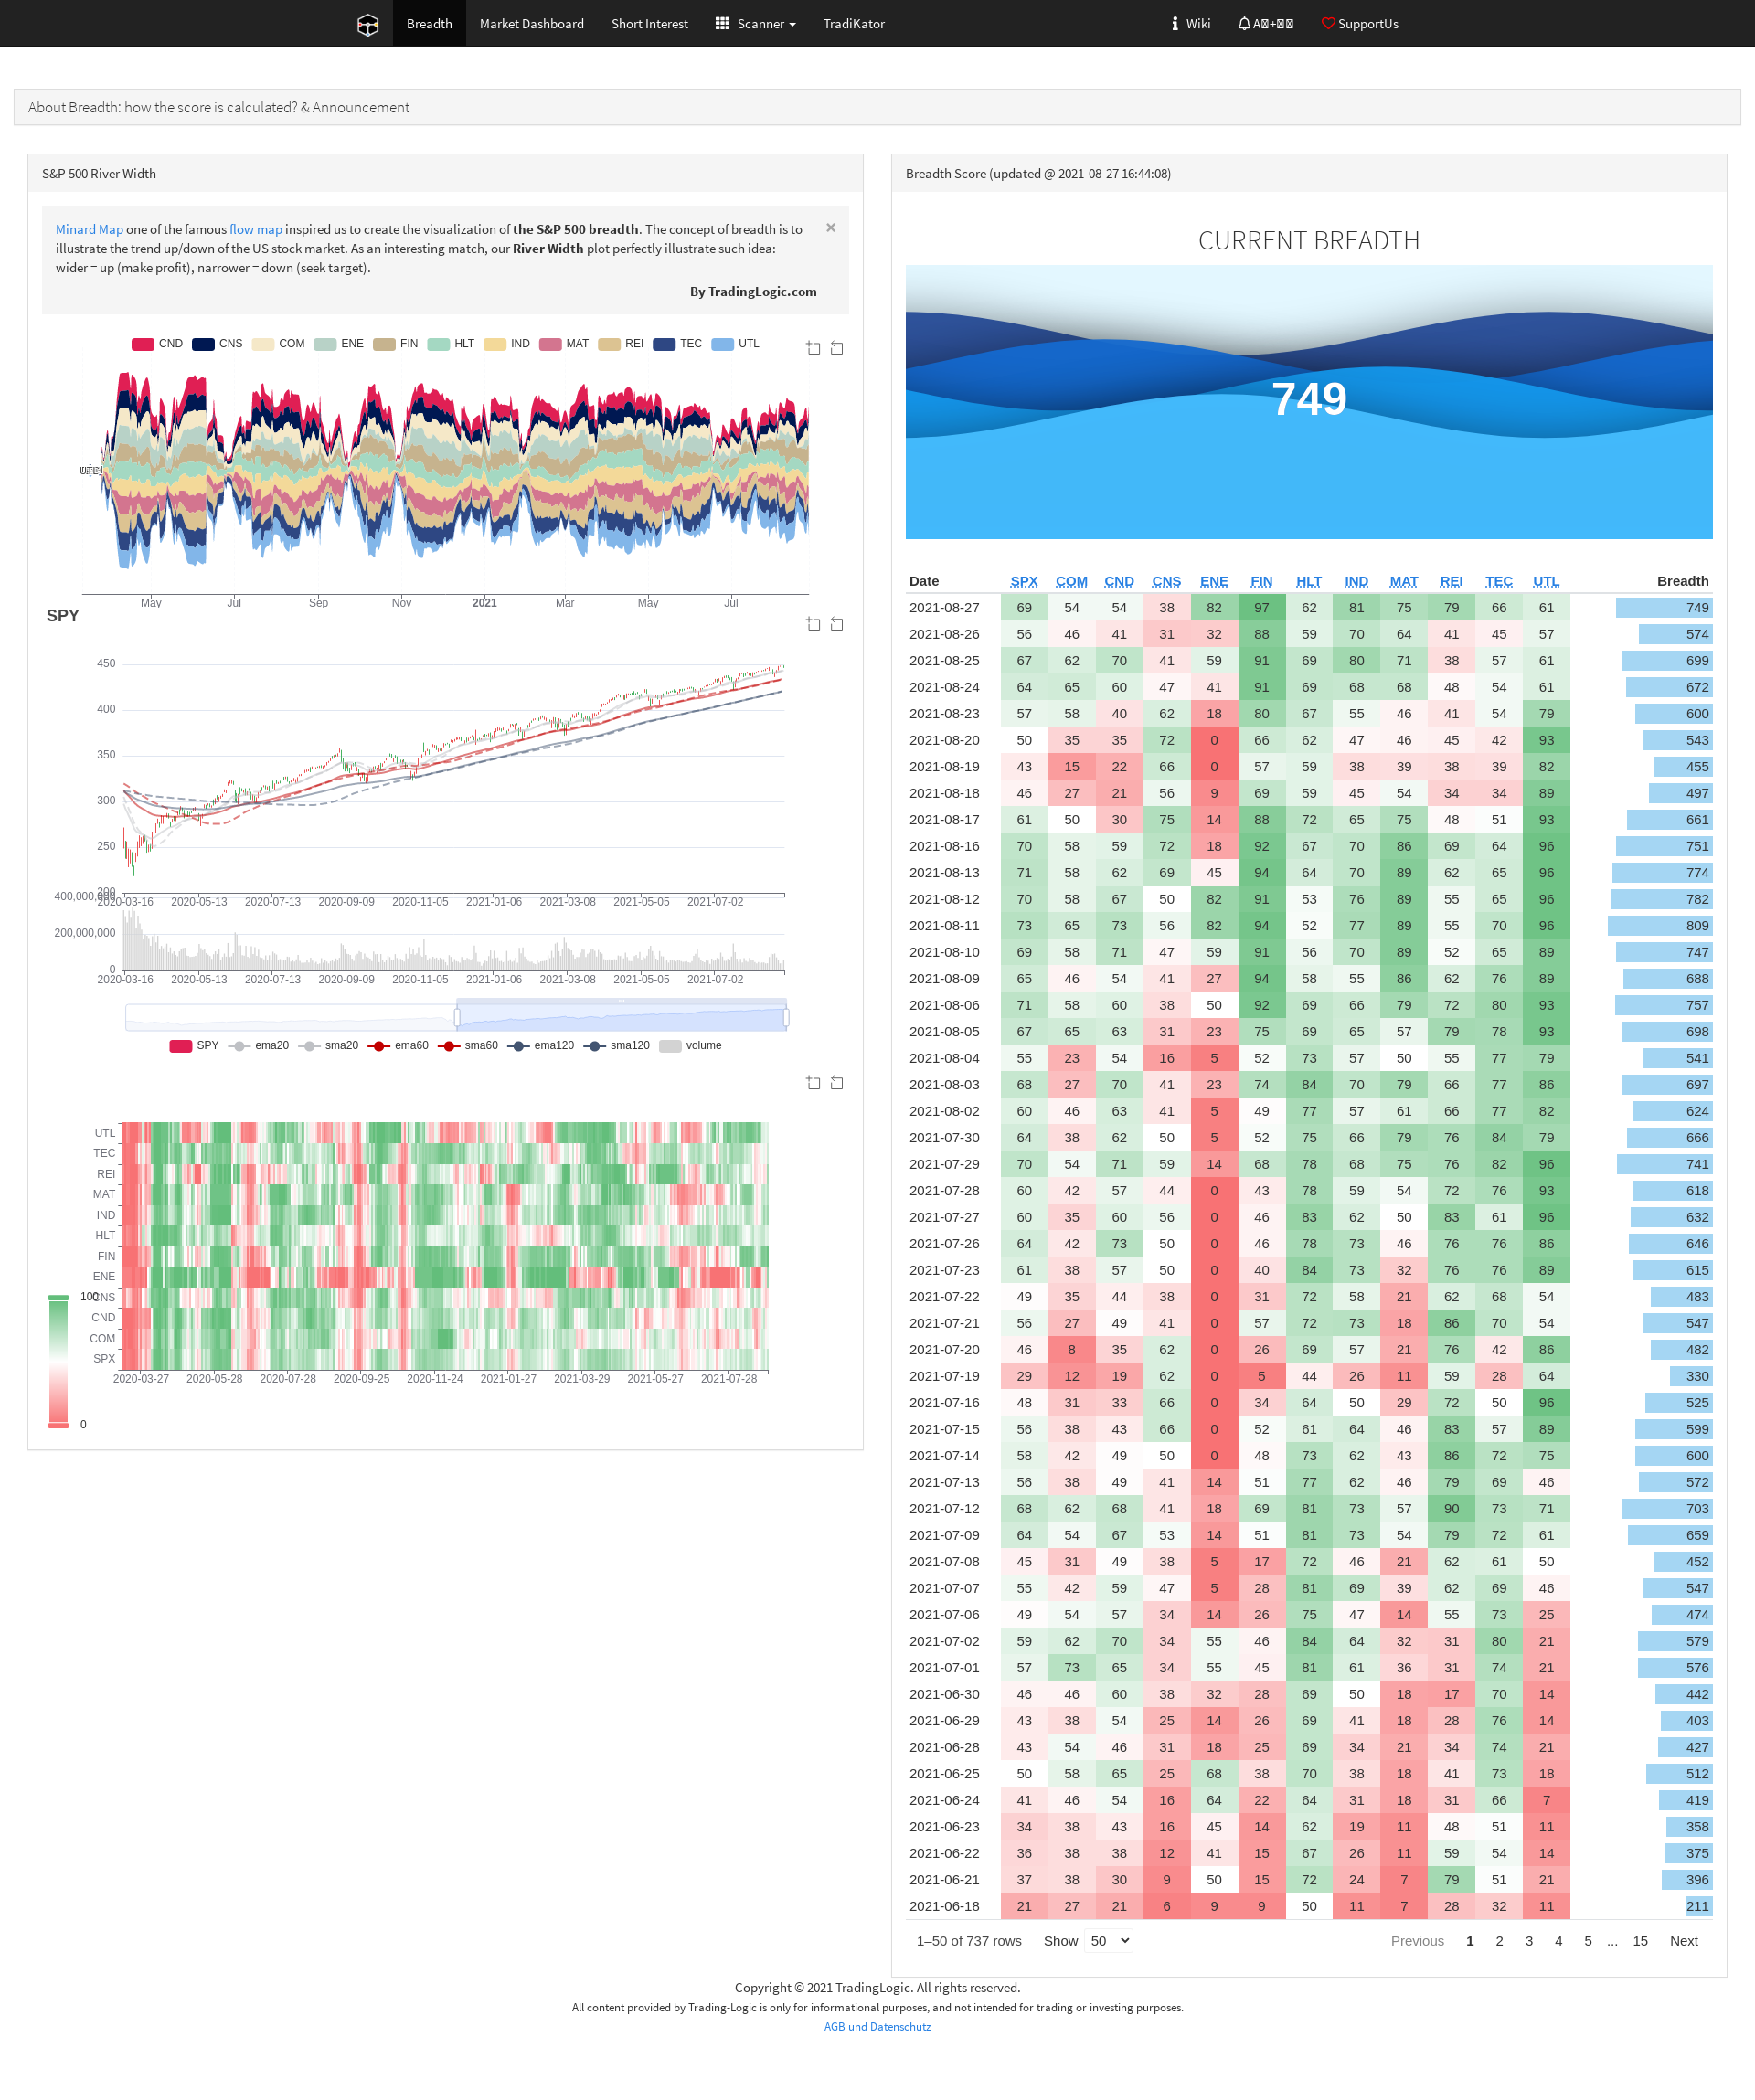 Breadth Market Dashboard Short Interest Scanner TradiKator Wiki SupportUs
About Breadth: how the score is calculated? & Announcement
S&P 500 River Width
Minard Map one of the famous flow map inspired us to create the visualization of the S&P 500 breadth. The concept of breadth is to
illustrate the trend up/down of the US stock market. As an interesting match, our River Width plot perfectly illustrate such idea:
wider = up (make profit), narrower = down (seek target).
×
By TradingLogic.com
CND CNS COM ENE FIN HLT IND MAT REI TEC UTL
May Jul Sep Nov 2021 Mar May Jul
SPY
450
400
350
300
250
200
2020-03-16 2020-05-13 2020-07-13 2020-09-09 2020-11-05 2021-01-06 2021-03-08 2021-05-05 2021-07-02
400,000,000
200,000,000
0
2020-03-16 2020-05-13 2020-07-13 2020-09-09 2020-11-05 2021-01-06 2021-03-08 2021-05-05 2021-07-02
SPY ema20 sma20 ema60 sma60 ema120 sma120 volume
UTL
TEC
REI
MAT
IND
HLT
FIN
ENE
CNS
CND
COM
SPX
2020-03-27 2020-05-28 2020-07-28 2020-09-25 2020-11-24 2021-01-27 2021-03-29 2021-05-27 2021-07-28
100
0
Breadth Score (updated @ 2021-08-27 16:44:08)
CURRENT BREADTH
749
Date SPX COM CND CNS ENE FIN HLT IND MAT REI TEC UTL Breadth
2021-08-27 69 54 54 38 82 97 62 81 75 79 66 61 749
2021-08-26 56 46 41 31 32 88 59 70 64 41 45 57 574
2021-08-25 67 62 70 41 59 91 69 80 71 38 57 61 699
2021-08-24 64 65 60 47 41 91 69 68 68 48 54 61 672
2021-08-23 57 58 40 62 18 80 67 55 46 41 54 79 600
2021-08-20 50 35 35 72 0 66 62 47 46 45 42 93 543
2021-08-19 43 15 22 66 0 57 59 38 39 38 39 82 455
2021-08-18 46 27 21 56 9 69 59 45 54 34 34 89 497
2021-08-17 61 50 30 75 14 88 72 65 75 48 51 93 661
2021-08-16 70 58 59 72 18 92 67 70 86 69 64 96 751
2021-08-13 71 58 62 69 45 94 64 70 89 62 65 96 774
2021-08-12 70 58 67 50 82 91 53 76 89 55 65 96 782
2021-08-11 73 65 73 56 82 94 52 77 89 55 70 96 809
2021-08-10 69 58 71 47 59 91 56 70 89 52 65 89 747
2021-08-09 65 46 54 41 27 94 58 55 86 62 76 89 688
2021-08-06 71 58 60 38 50 92 69 66 79 72 80 93 757
2021-08-05 67 65 63 31 23 75 69 65 57 79 78 93 698
2021-08-04 55 23 54 16 5 52 73 57 50 55 77 79 541
2021-08-03 68 27 70 41 23 74 84 70 79 66 77 86 697
2021-08-02 60 46 63 41 5 49 77 57 61 66 77 82 624
2021-07-30 64 38 62 50 5 52 75 66 79 76 84 79 666
2021-07-29 70 54 71 59 14 68 78 68 75 76 82 96 741
2021-07-28 60 42 57 44 0 43 78 59 54 72 76 93 618
2021-07-27 60 35 60 56 0 46 83 62 50 83 61 96 632
2021-07-26 64 42 73 50 0 46 78 73 46 76 76 86 646
2021-07-23 61 38 57 50 0 40 84 73 32 76 76 89 615
2021-07-22 49 35 44 38 0 31 72 58 21 62 68 54 483
2021-07-21 56 27 49 41 0 57 72 73 18 86 70 54 547
2021-07-20 46 8 35 62 0 26 69 57 21 76 42 86 482
2021-07-19 29 12 19 62 0 5 44 26 11 59 28 64 330
2021-07-16 48 31 33 66 0 34 64 50 29 72 50 96 525
2021-07-15 56 38 43 66 0 52 61 64 46 83 57 89 599
2021-07-14 58 42 49 50 0 48 73 62 43 86 72 75 600
2021-07-13 56 38 49 41 14 51 77 62 46 79 69 46 572
2021-07-12 68 62 68 41 18 69 81 73 57 90 73 71 703
2021-07-09 64 54 67 53 14 51 81 73 54 79 72 61 659
2021-07-08 45 31 49 38 5 17 72 46 21 62 61 50 452
2021-07-07 55 42 59 47 5 28 81 69 39 62 69 46 547
2021-07-06 49 54 57 34 14 26 75 47 14 55 73 25 474
2021-07-02 59 62 70 34 55 46 84 64 32 31 80 21 579
2021-07-01 57 73 65 34 55 45 81 61 36 31 74 21 576
2021-06-30 46 46 60 38 32 28 69 50 18 17 70 14 442
2021-06-29 43 38 54 25 14 26 69 41 18 28 76 14 403
2021-06-28 43 54 46 31 18 25 69 34 21 34 74 21 427
2021-06-25 50 58 65 25 68 38 70 38 18 41 73 18 512
2021-06-24 41 46 54 16 64 22 64 31 18 31 66 7 419
2021-06-23 34 38 43 16 45 14 62 19 11 48 51 11 358
2021-06-22 36 38 38 12 41 15 67 26 11 59 54 14 375
2021-06-21 37 38 30 9 50 15 72 24 7 79 51 21 396
2021-06-18 21 27 21 6 9 9 50 11 7 28 32 11 211
1–50 of 737 rows Show 50 Previous 1 2 3 4 5 ... 15 Next
Copyright © 2021 TradingLogic. All rights reserved.
All content provided by Trading-Logic is only for informational purposes, and not intended for trading or investing purposes.
AGB und Datenschutz